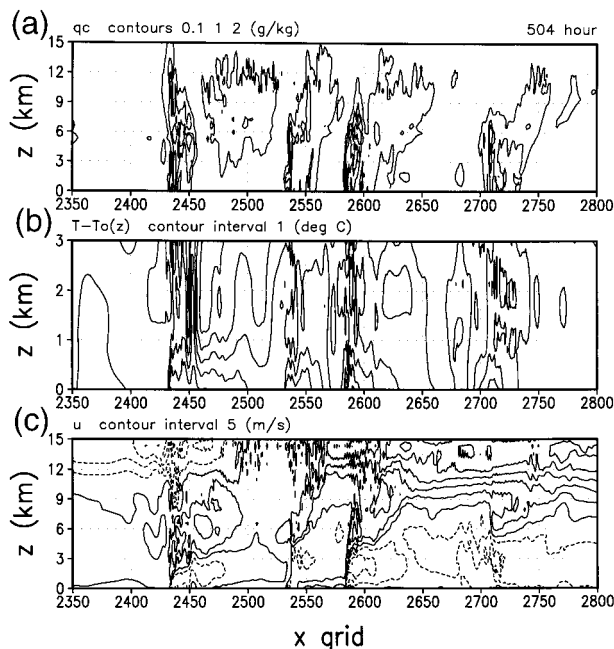 (a) qc contours 0.1 1 2 (g/kg) 504 hour
15
12
9
6
3
0
z (km)
2350 2400 2450 2500 2550 2600 2650 2700 2750 2800
(b) T−To(z) contour interval 1 (deg C)
3
2
1
0
z (km)
2350 2400 2450 2500 2550 2600 2650 2700 2750 2800
(c) u contour interval 5 (m/s)
15
12
9
6
3
0
z (km)
2350 2400 2450 2500 2550 2600 2650 2700 2750 2800
x grid